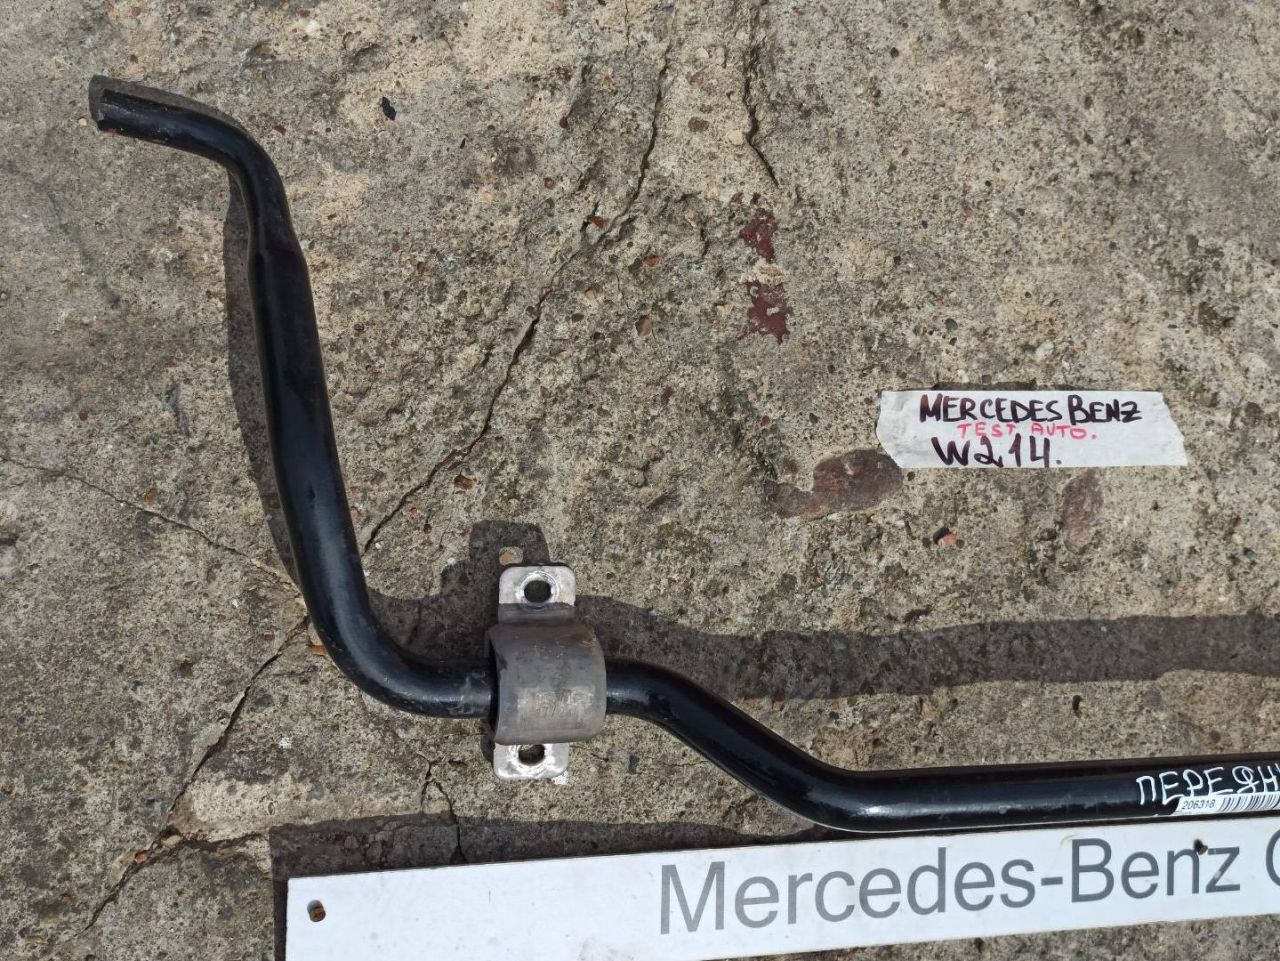 MERCEDES BENZ
TEST AUTO.
W214.
ПЕРЕДН
206318
Mercedes-Benz